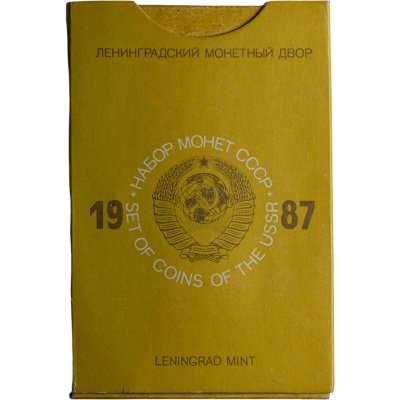 ЛЕНИНГРАДСКИЙ МОНЕТНЫЙ ДВОР
★ НАБОР МОНЕТ СССР ★
19 87
SET OF COINS OF THE USSR
LENINGRAD MINT